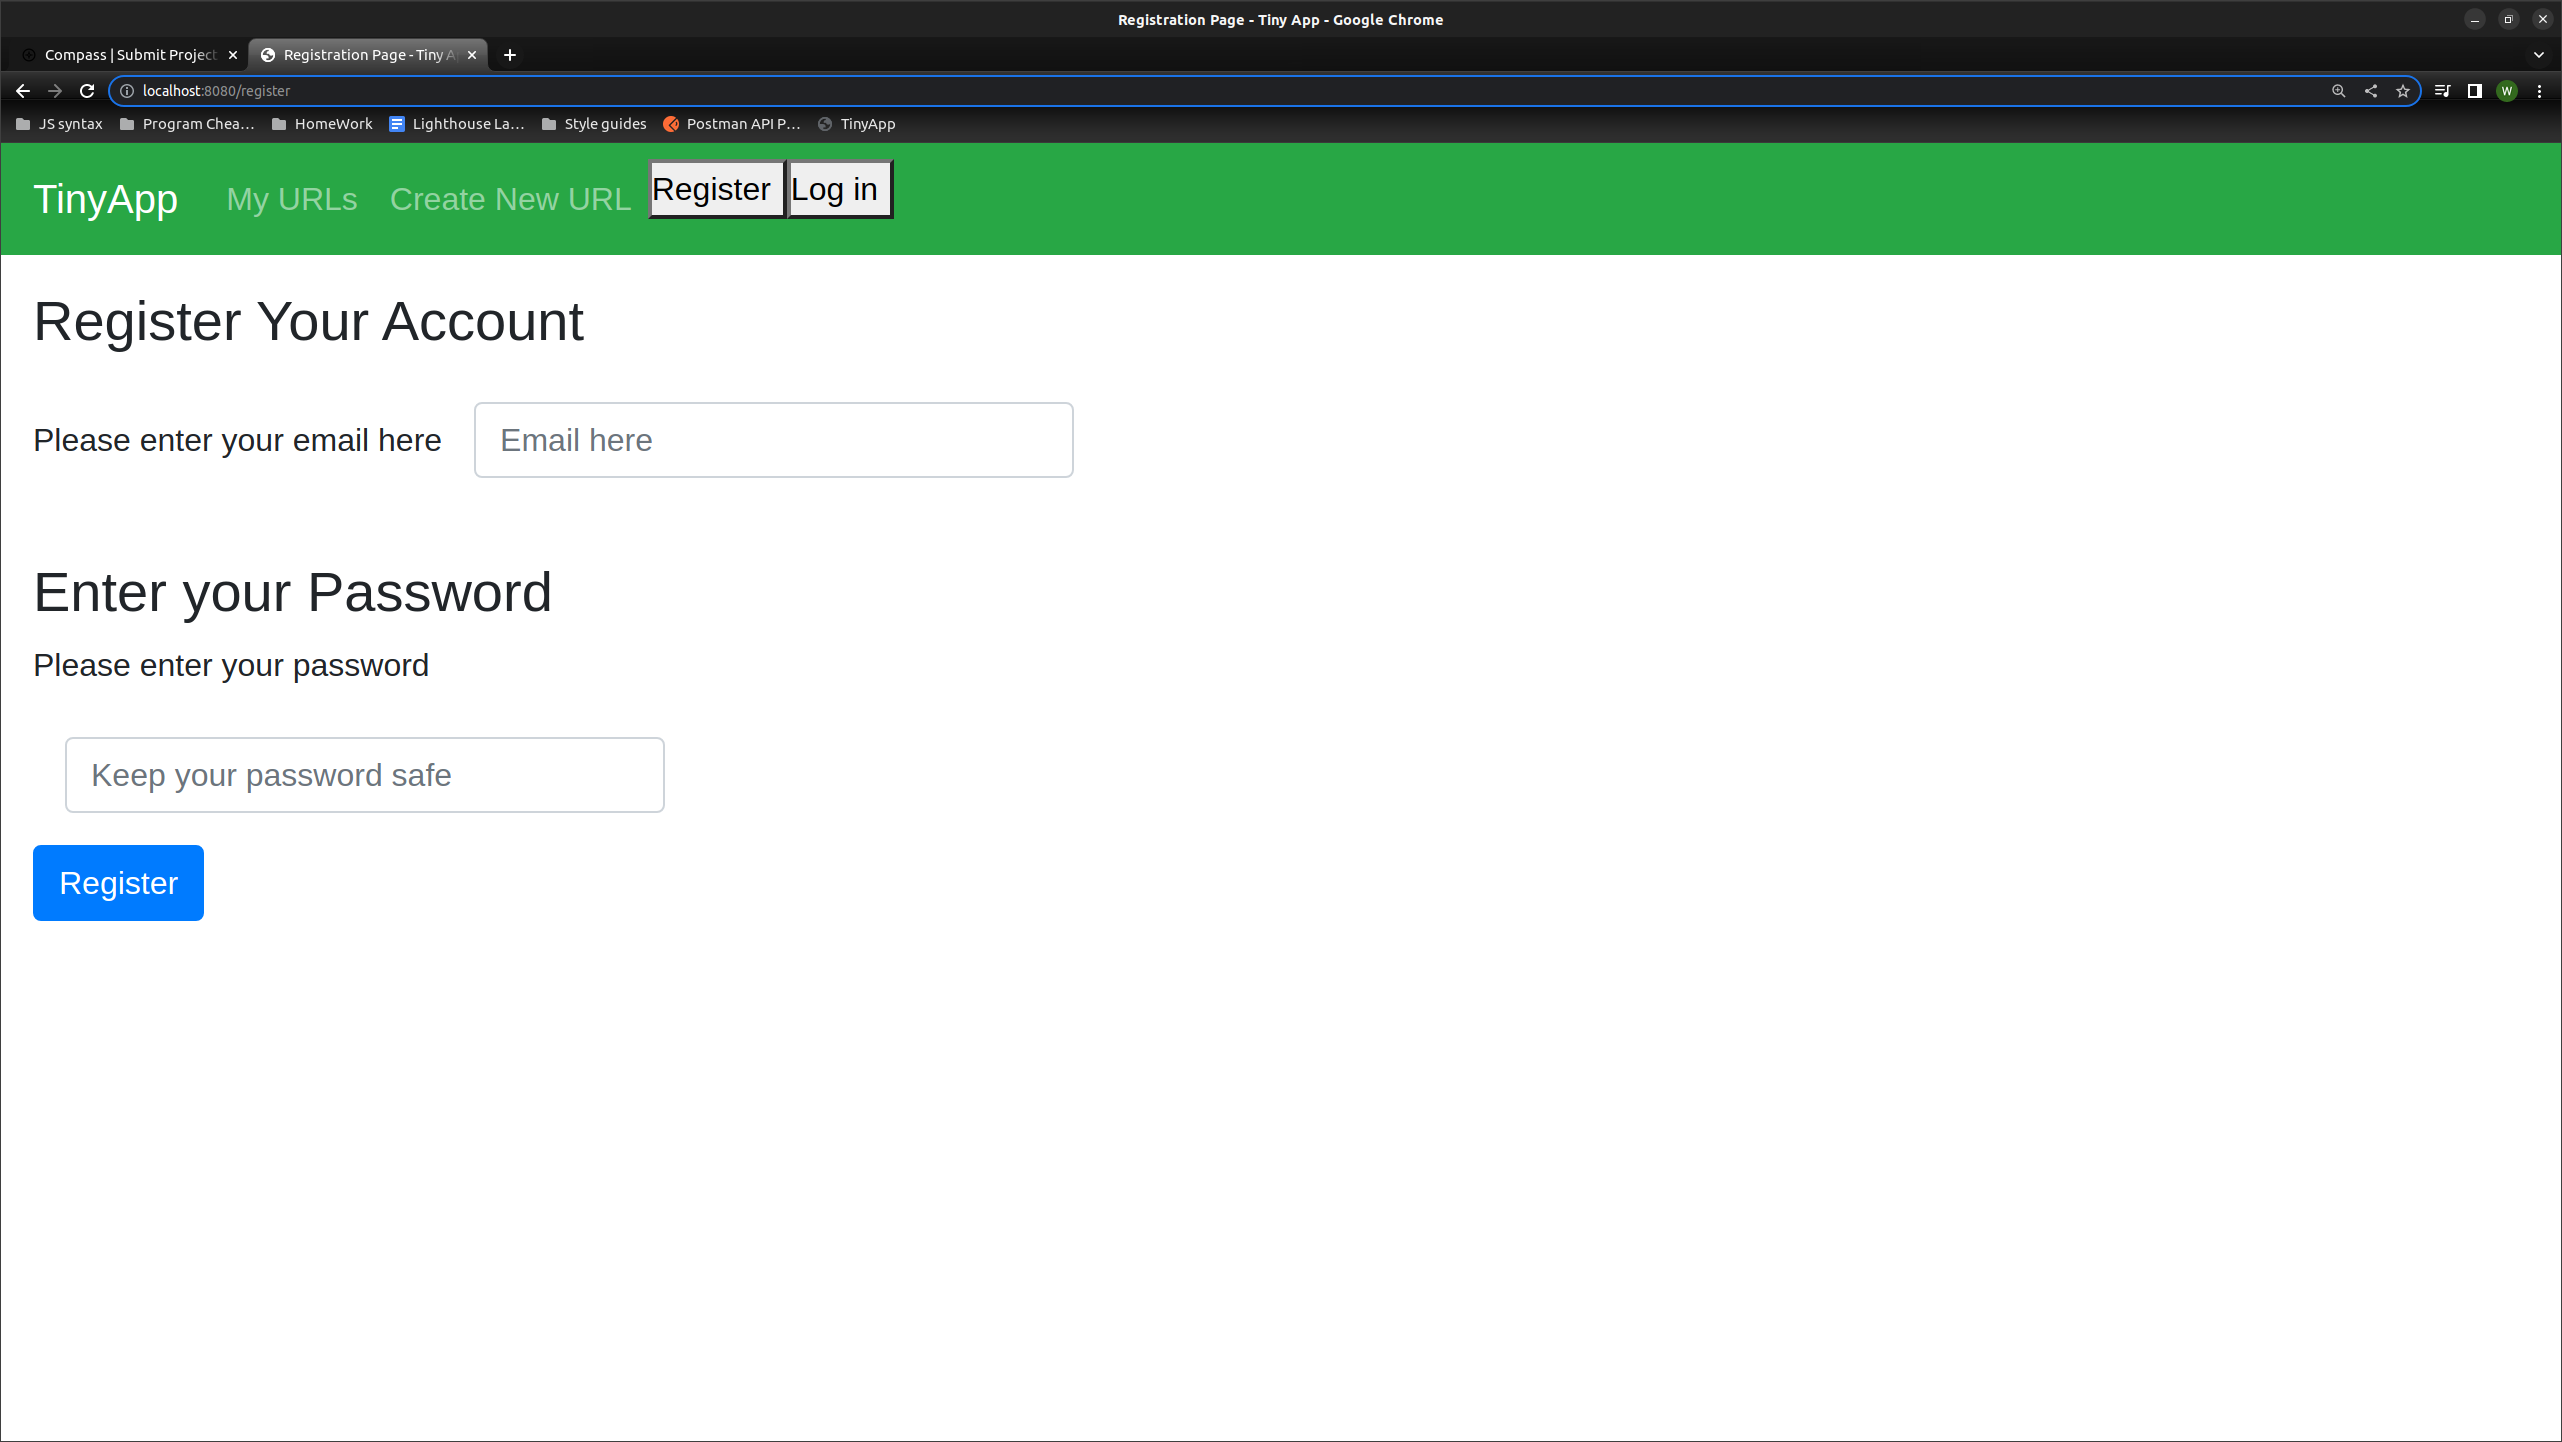 Registration Page - Tiny App - Google Chrome
Compass | Submit Project
Registration Page - Tiny A
localhost:8080/register
W
JS syntax
Program Chea...
HomeWork
Lighthouse La...
Style guides
Postman API P...
TinyApp
TinyApp
My URLs
Create New URL
Register
Log in
Register Your Account
Please enter your email here
Email here
Enter your Password
Please enter your password
Keep your password safe
Register